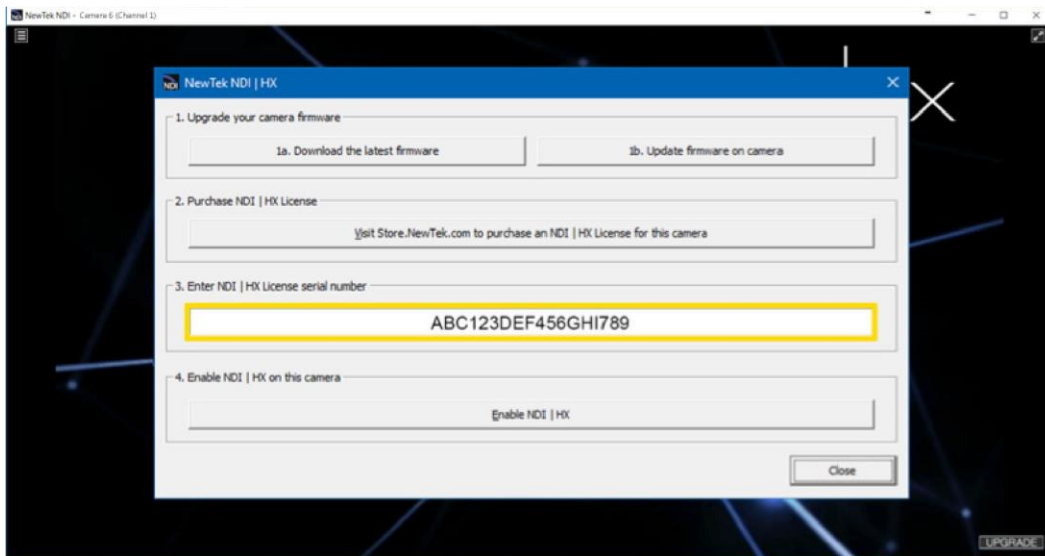 NewTek NDI - Camera 6 (Channel 1)
NewTek NDI | HX
1. Upgrade your camera firmware
1a. Download the latest firmware
1b. Update firmware on camera
2. Purchase NDI | HX License
Visit Store.NewTek.com to purchase an NDI | HX License for this camera
3. Enter NDI | HX License serial number
ABC123DEF456GHI789
4. Enable NDI | HX on this camera
Enable NDI | HX
Close
UPGRADE